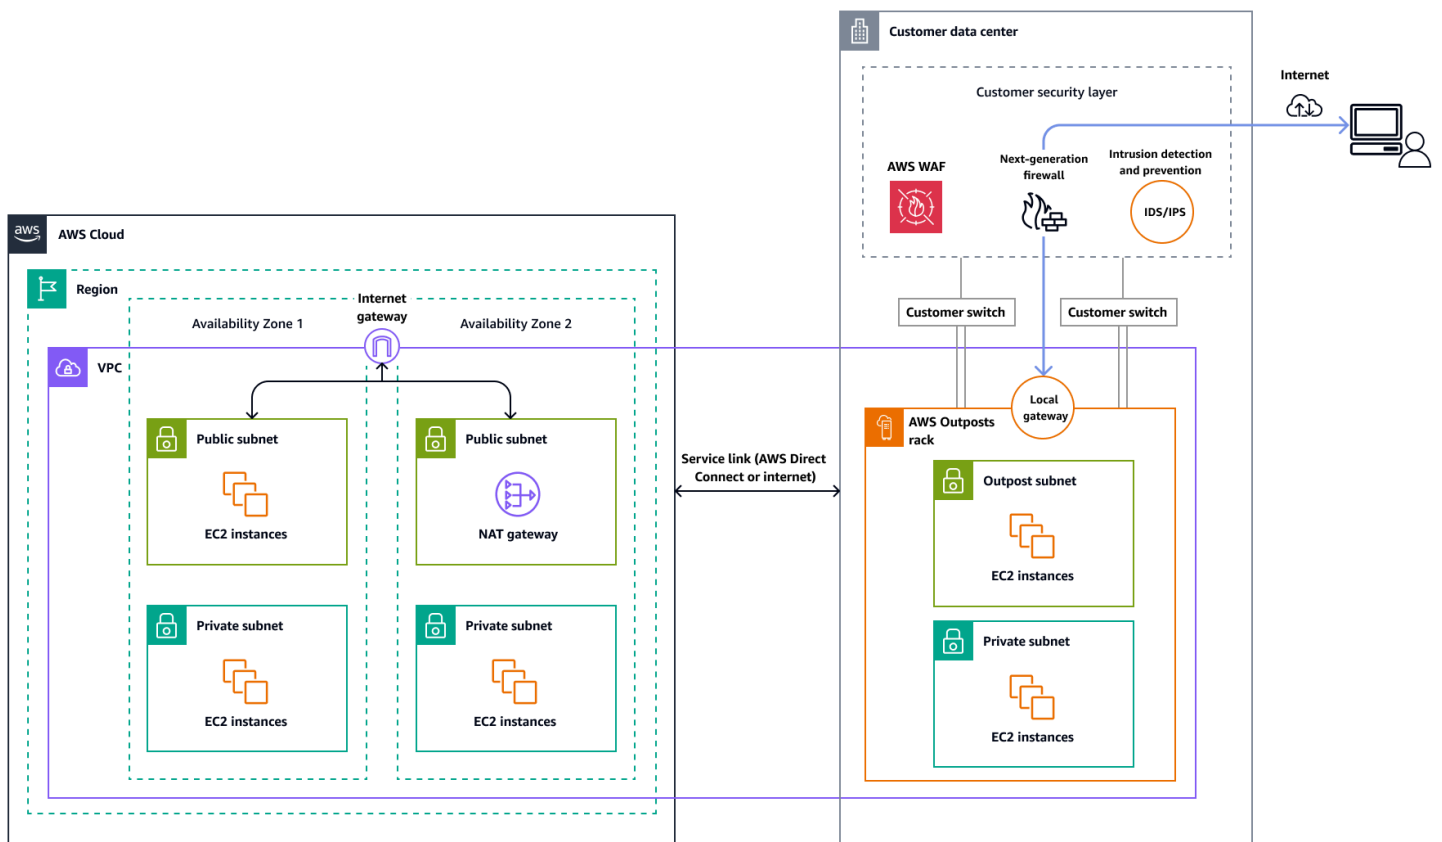 Customer data center
Customer security layer
Internet
AWS WAF
Next-generation
firewall
Intrusion detection
and prevention
IDS/IPS
Customer switch
Customer switch
aws
AWS Cloud
Region
Internet
gateway
Availability Zone 1
Availability Zone 2
VPC
Public subnet
EC2 instances
Public subnet
NAT gateway
Private subnet
EC2 instances
Private subnet
EC2 instances
Service link (AWS Direct
Connect or internet)
Local
gateway
AWS Outposts
rack
Outpost subnet
EC2 instances
Private subnet
EC2 instances